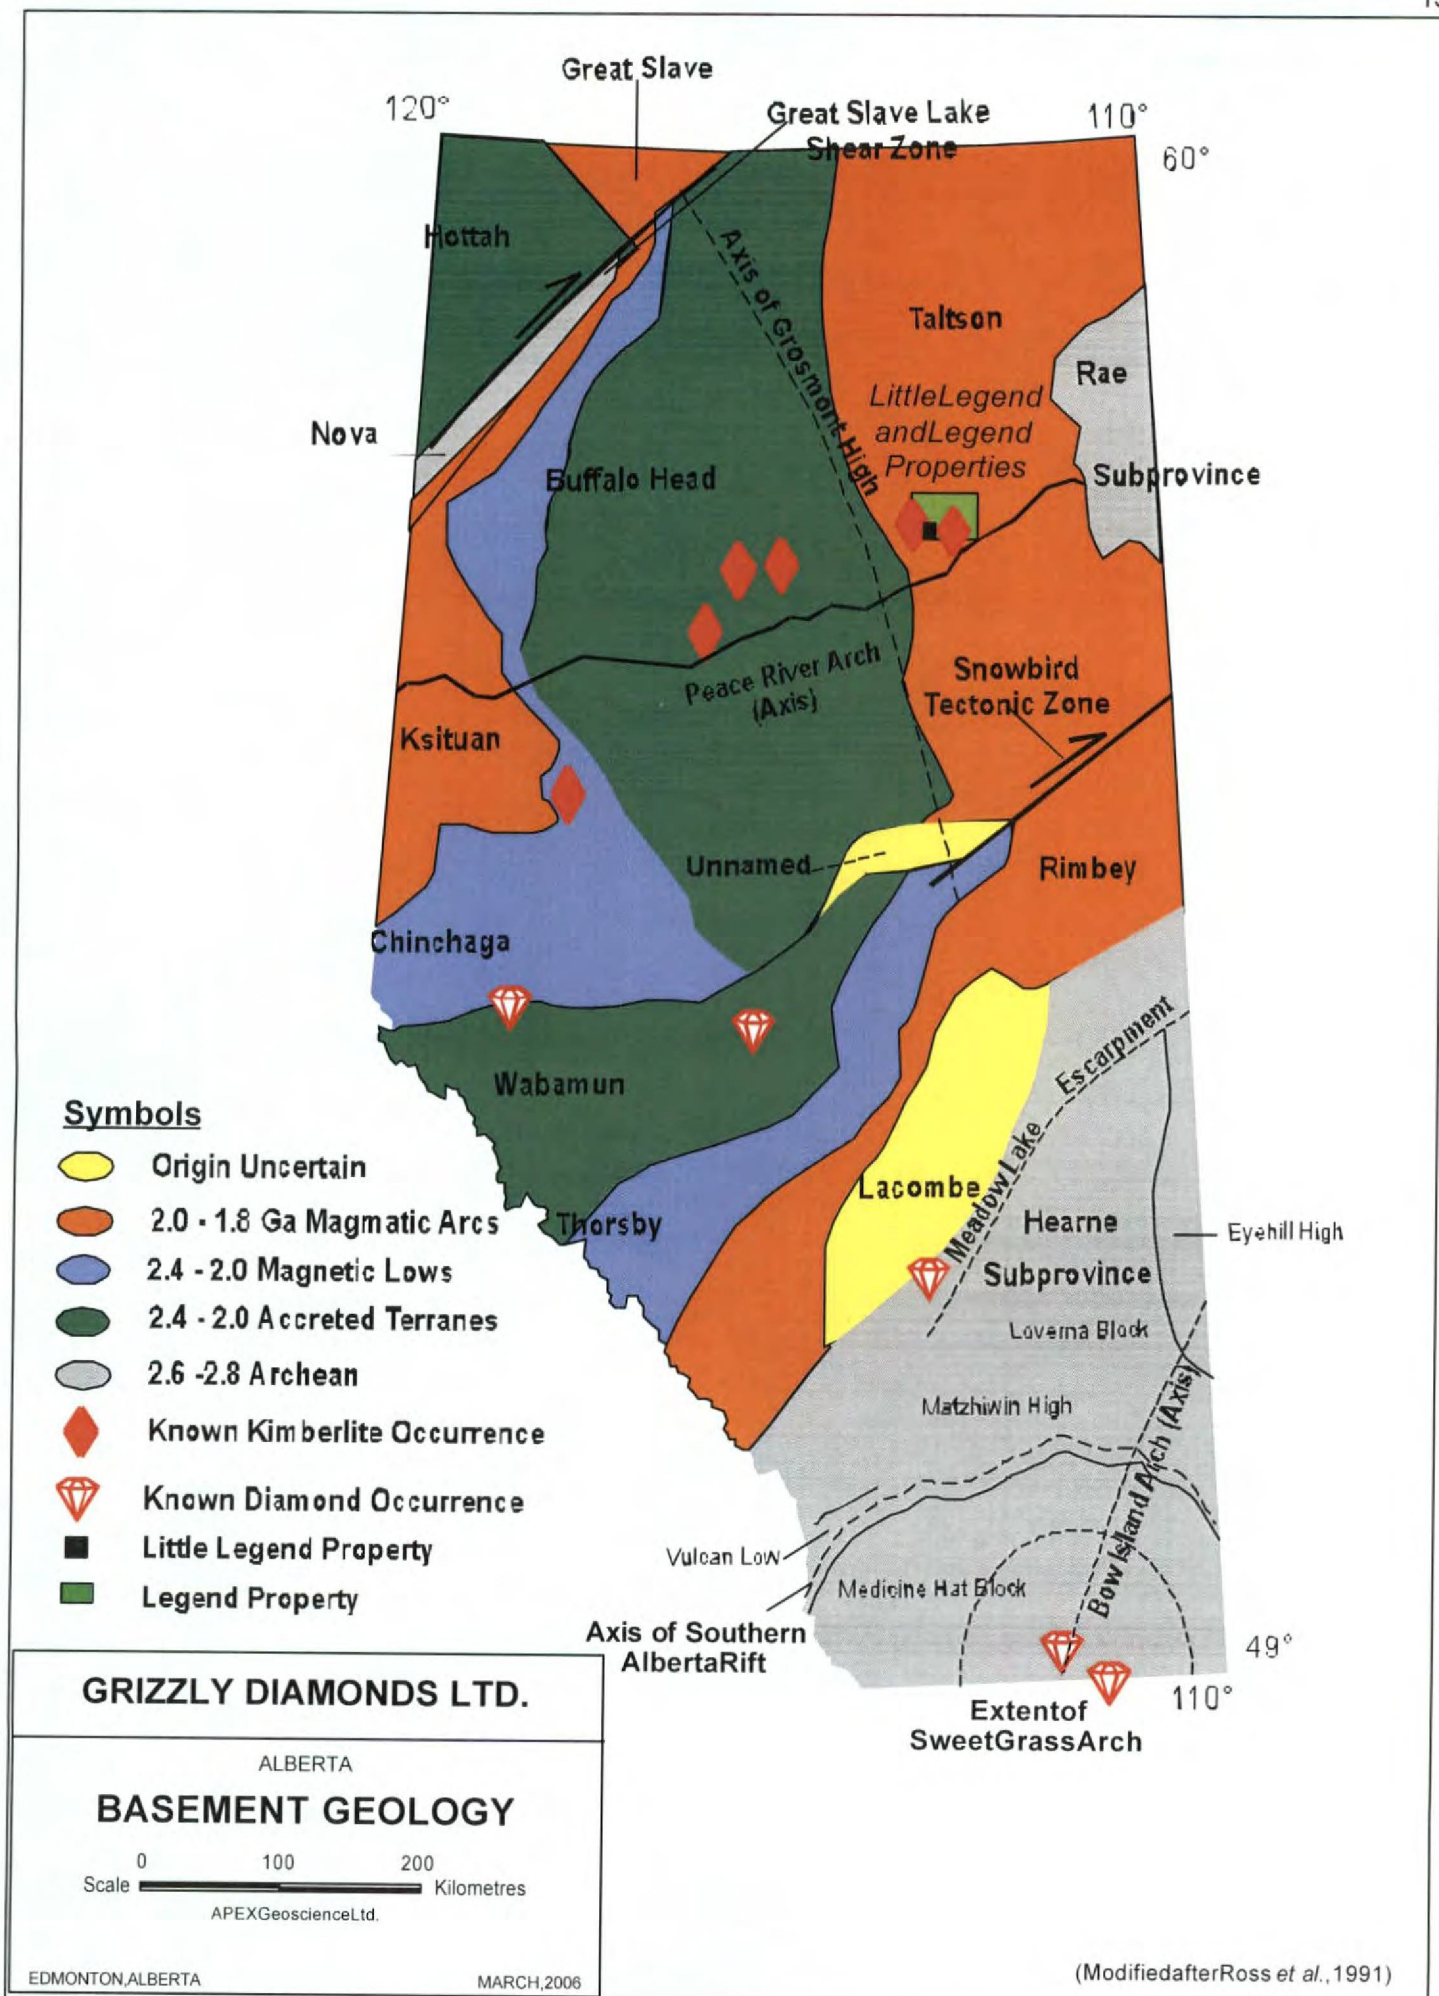 Great Slave
120°
Great Slave Lake
Shear Zone
110°
60°
Hottah
Axis of Grosmont High
Taltson
Rae
Subprovince
LittleLegend
andLegend
Properties
Nova
Buffalo Head
Peace River Arch
(Axis)
Snowbird
Tectonic Zone
Ksituan
Unnamed
Rimbey
Chinchaga
Wabamun
Meadow Lake Escarpment
Lacombe
Thorsby
Hearne
Subprovince
Eyehill High
Loverna Block
Matzhiwin High
Bow Island Arch (Axis)
Vulcan Low
Medicine Hat Block
Axis of Southern
AlbertaRift
49°
110°
Extentof
SweetGrassArch
Symbols
Origin Uncertain
2.0 - 1.8 Ga Magmatic Arcs
2.4 - 2.0 Magnetic Lows
2.4 - 2.0 Accreted Terranes
2.6 -2.8 Archean
Known Kimberlite Occurrence
Known Diamond Occurrence
Little Legend Property
Legend Property
GRIZZLY DIAMONDS LTD.
ALBERTA
BASEMENT GEOLOGY
0 100 200
Scale Kilometres
APEXGeoscienceLtd.
EDMONTON,ALBERTA MARCH,2006
(ModifiedafterRoss et al.,1991)